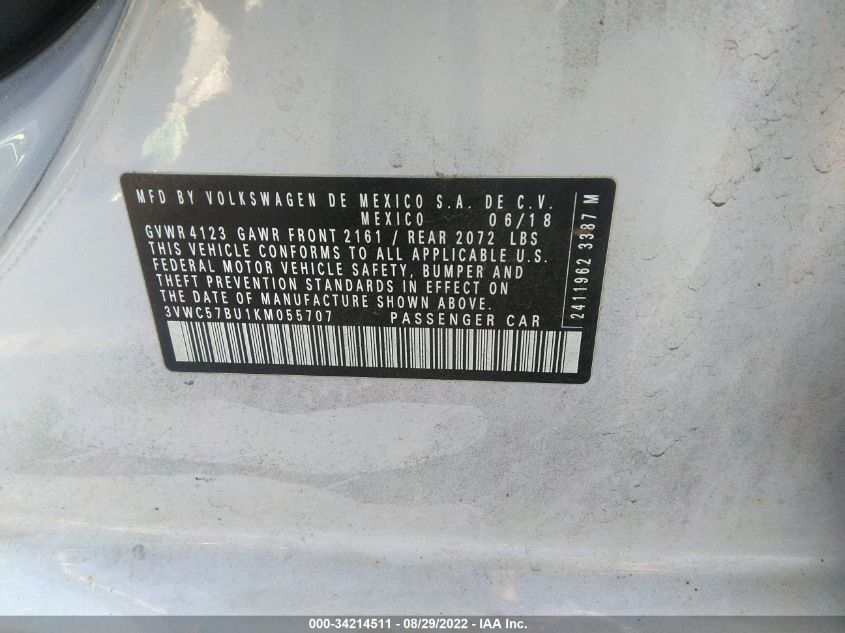 MFD BY VOLKSWAGEN DE MEXICO S.A. DE C.V.
MEXICO 06/18
GVWR 4123 GAWR FRONT 2161 / REAR 2072 LBS
THIS VEHICLE CONFORMS TO ALL APPLICABLE U.S.
FEDERAL MOTOR VEHICLE SAFETY, BUMPER AND
THEFT PREVENTION STANDARDS IN EFFECT ON
THE DATE OF MANUFACTURE SHOWN ABOVE.
3VWC57BU1KM055707 PASSENGER CAR
2411962 3387 M
000-34214511 - 08/29/2022 - IAA Inc.